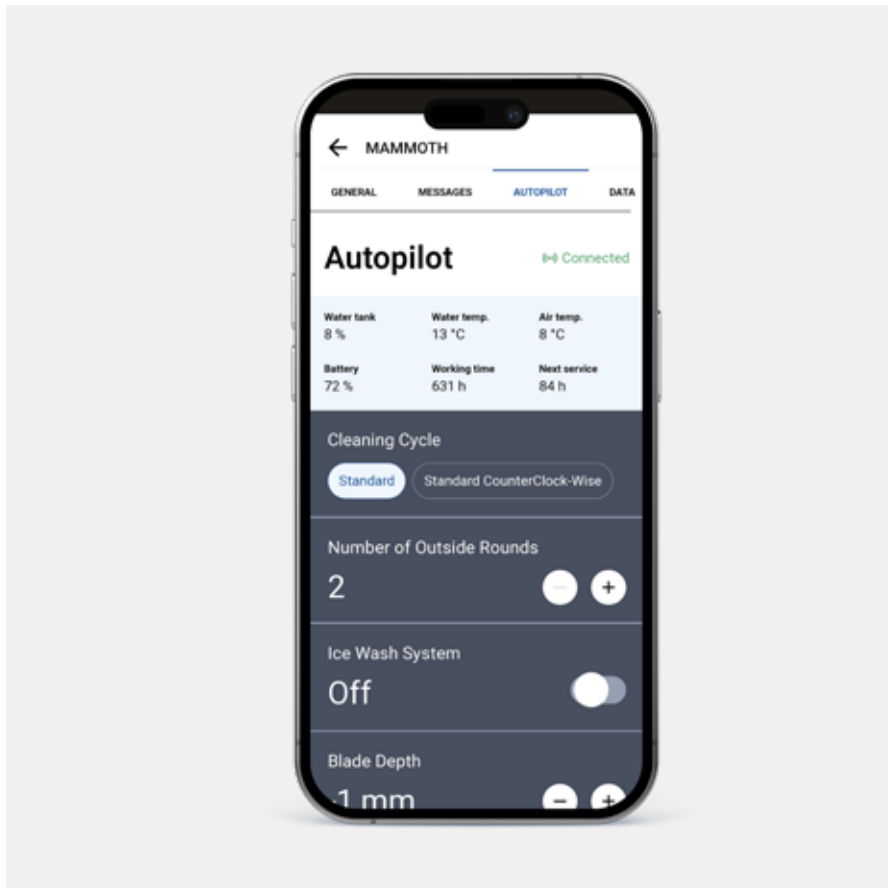 MAMMOTH
GENERAL MESSAGES AUTOPILOT DATA
Autopilot Connected
Water tank Water temp. Air temp.
8 % 13 °C 8 °C
Battery Working time Next service
72 % 631 h 84 h
Cleaning Cycle
Standard Standard CounterClock-Wise
Number of Outside Rounds
2 − +
Ice Wash System
Off
Blade Depth
-1 mm − +